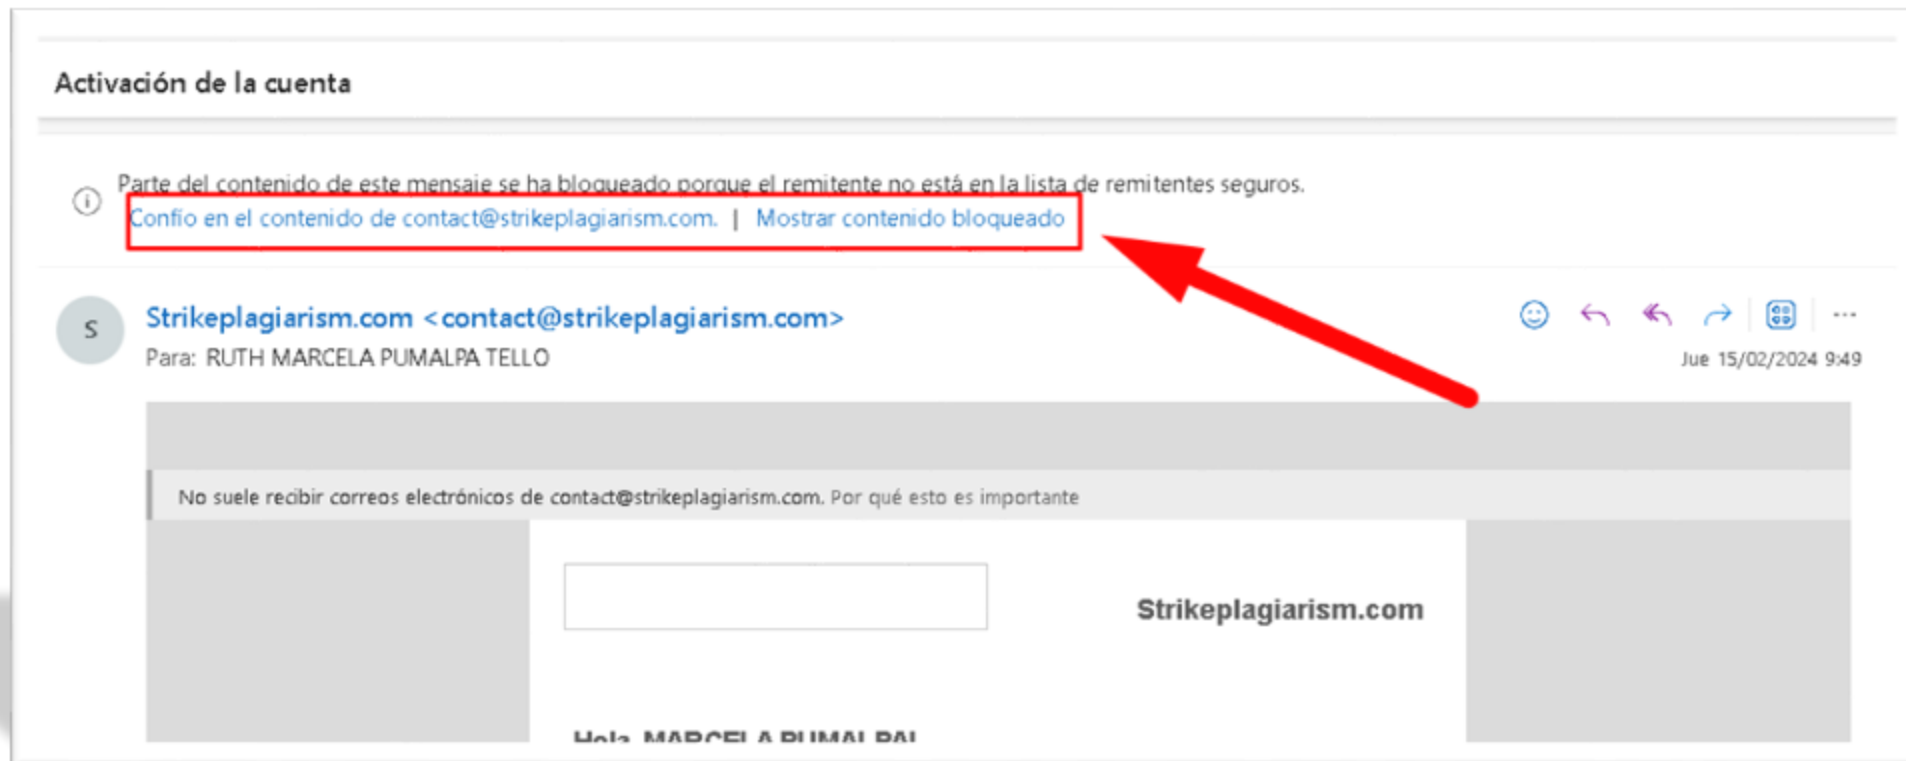 Activación de la cuenta
Parte del contenido de este mensaje se ha bloqueado porque el remitente no está en la lista de remitentes seguros.
Confío en el contenido de contact@strikeplagiarism.com. | Mostrar contenido bloqueado
S
Strikeplagiarism.com <contact@strikeplagiarism.com>
Para: RUTH MARCELA PUMALPA TELLO
Jue 15/02/2024 9:49
No suele recibir correos electrónicos de contact@strikeplagiarism.com. Por qué esto es importante
Strikeplagiarism.com
Hola, MARCELA PUMALPA!